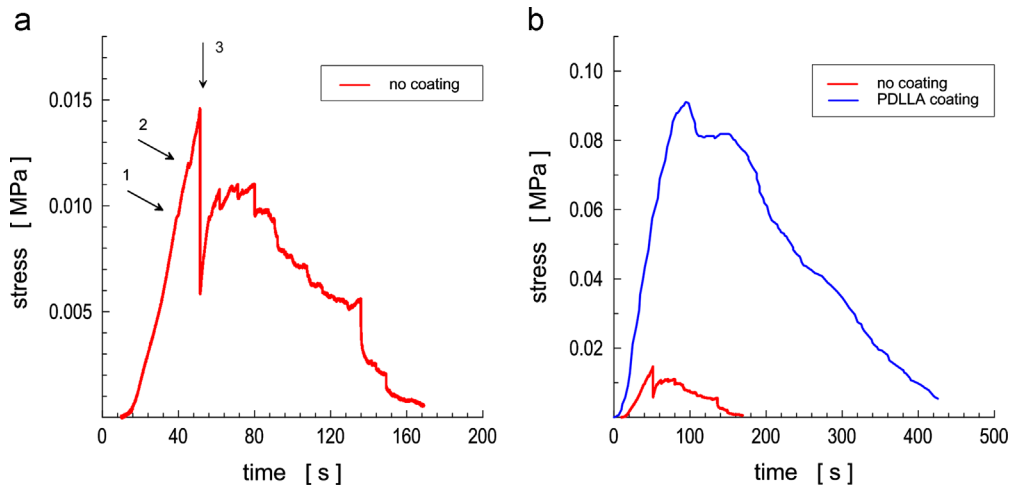 a
3
no coating
2
1
0.015
0.010
0.005
stress [ MPa ]
0
40
80
120
160
200
time [ s ]
b
no coating
PDLLA coating
0.10
0.08
0.06
0.04
0.02
stress [ MPa ]
0
100
200
300
400
500
time [ s ]